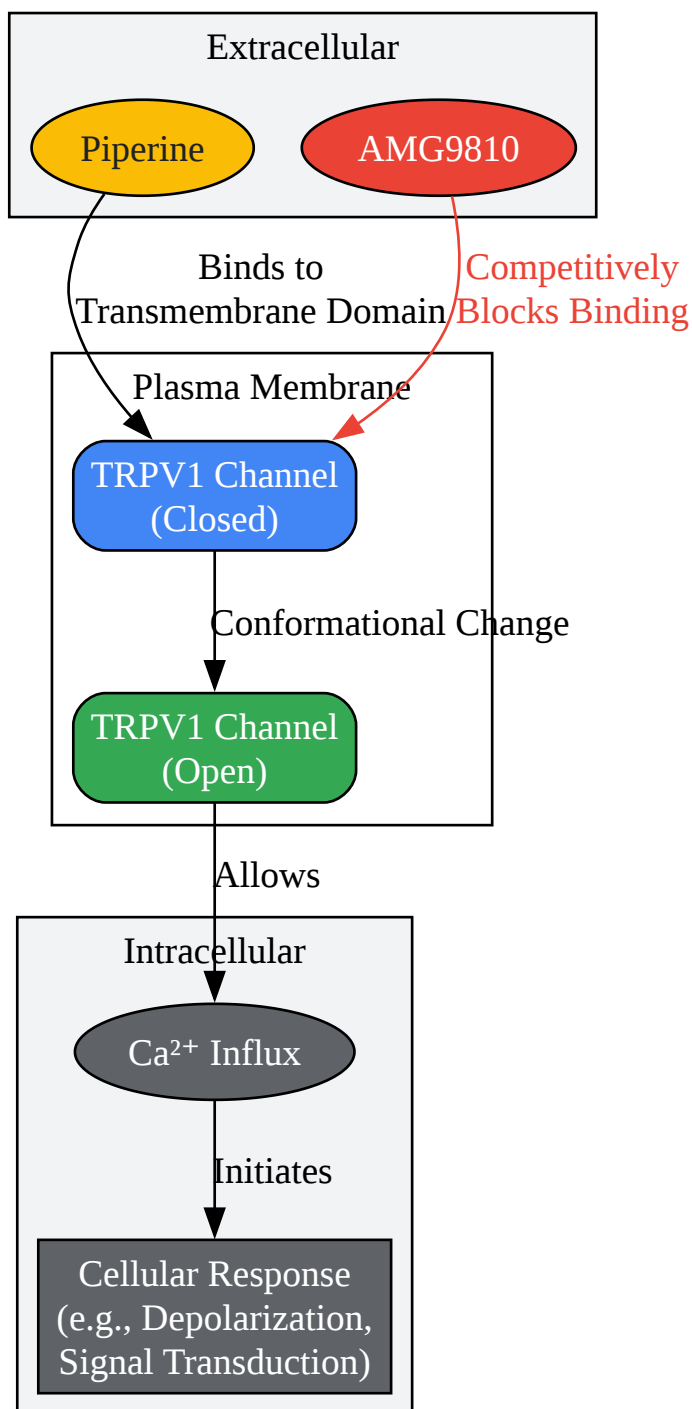 Extracellular
Piperine
AMG9810
Binds to
Transmembrane Domain
Competitively
Blocks Binding
Plasma Membrane
TRPV1 Channel
(Closed)
Conformational Change
TRPV1 Channel
(Open)
Allows
Intracellular
Ca²⁺ Influx
Initiates
Cellular Response
(e.g., Depolarization,
Signal Transduction)